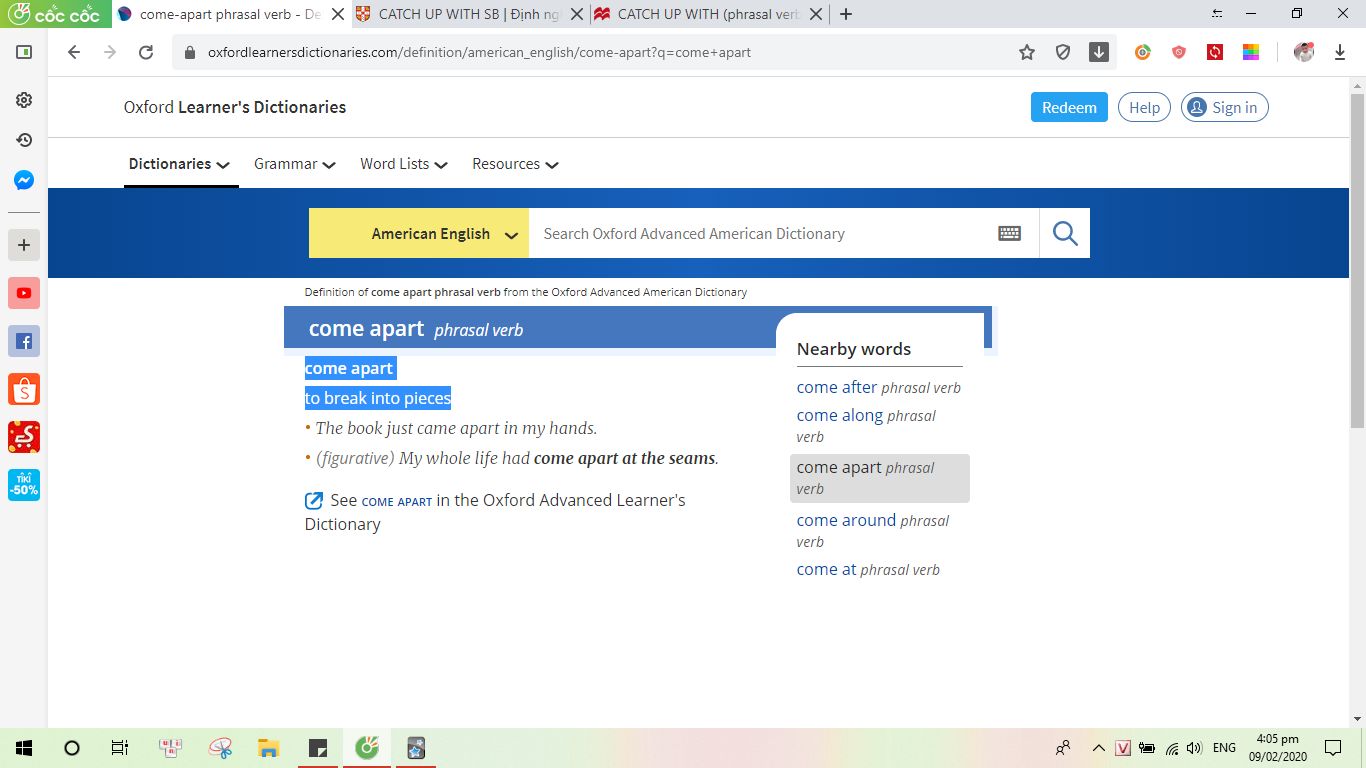 cốc cốc
come-apart phrasal verb - De
CATCH UP WITH SB | Định ng
CATCH UP WITH (phrasal verb
oxfordlearnersdictionaries.com/definition/american_english/come-apart?q=come+apart
Oxford Learner's Dictionaries
Redeem
Help
Sign in
Dictionaries
Grammar
Word Lists
Resources
American English
Search Oxford Advanced American Dictionary
Definition of come apart phrasal verb from the Oxford Advanced American Dictionary
come apart phrasal verb
come apart
to break into pieces
• The book just came apart in my hands.
• (figurative) My whole life had come apart at the seams.
See COME APART in the Oxford Advanced Learner's
Dictionary
Nearby words
come after phrasal verb
come along phrasal
verb
come apart phrasal
verb
come around phrasal
verb
come at phrasal verb
TIKI
-50%
V
ENG
4:05 pm
09/02/2020